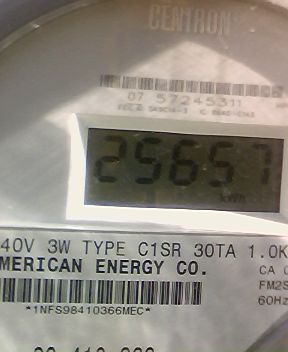 CENTRON
07 57245311
25657
kWh
40V 3W TYPE C1SR 30TA 1.0K
MERICAN ENERGY CO.
CA 0
FM2S
60Hz
*1NFS98410366MEC*